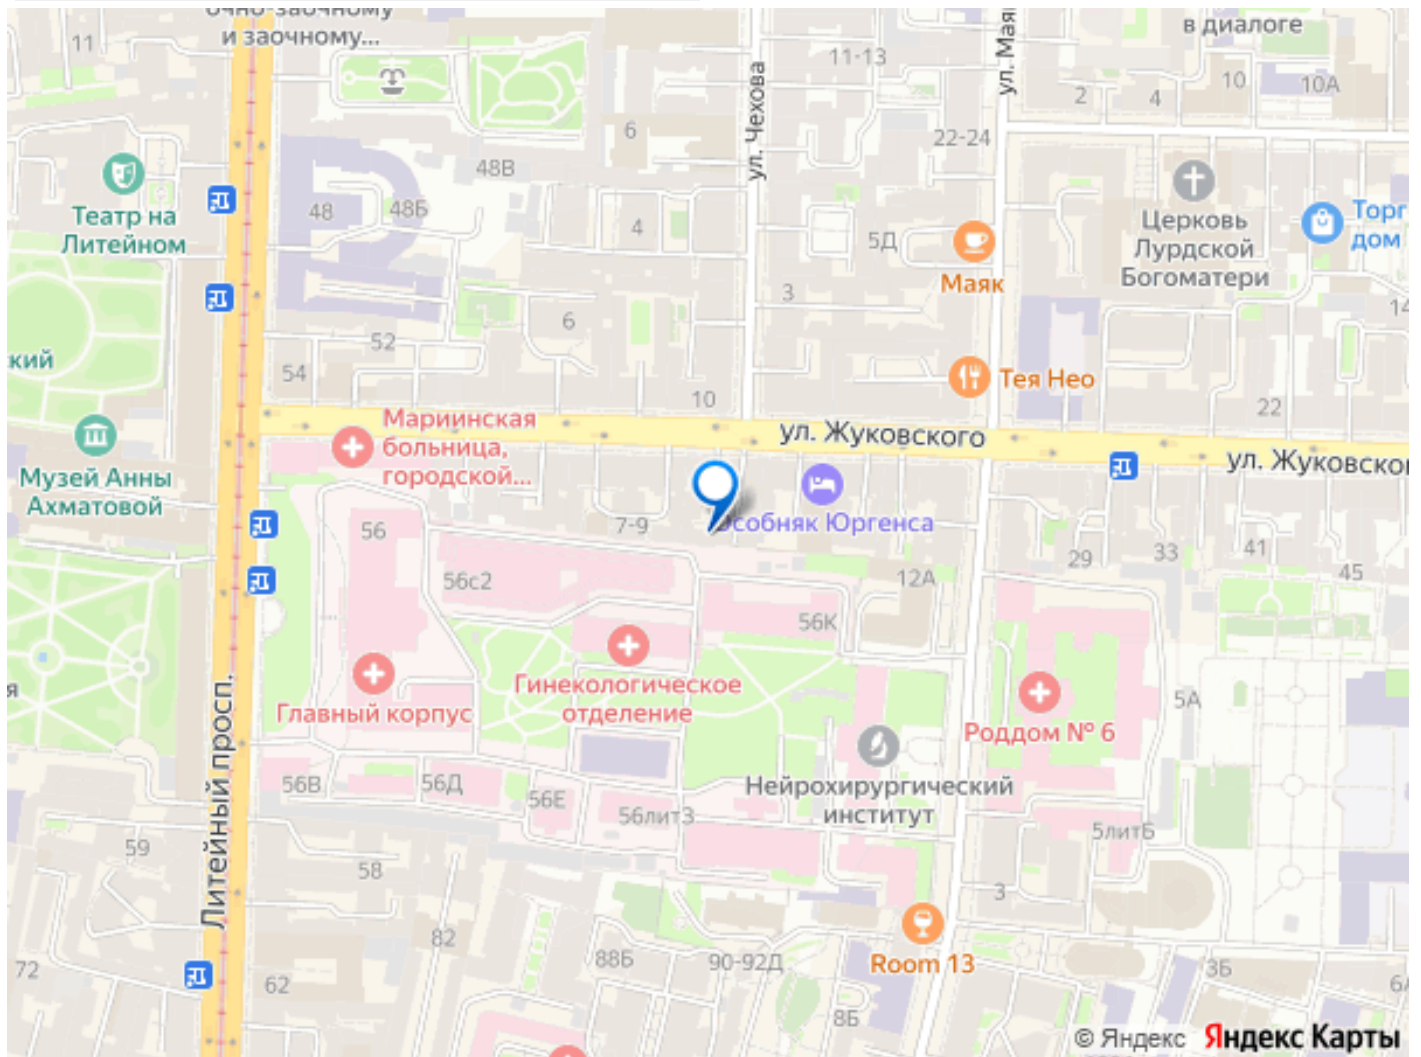 очно-заочному
и заочному...
11
11-13
ул. Чехова
ул. Мая
в диалоге
2
4
10
10А
6
22-24
48В
Театр на
Литейном
48
48Б
4
5Д
Маяк
Церковь
Лурдской
Богоматери
Торг
дом
3
6
14
52
54
кий
Тея Нео
10
22
Мариинская
больница,
городской...
ул. Жуковского
ул. Жуковског
Музей Анны
Ахматовой
56
7-9
Особняк Юргенса
56с2
12А
29
33
41
45
56К
Гинекологическое
отделение
Главный корпус
я
5А
Роддом № 6
Литейный просп.
Нейрохирургический
институт
56В
56Д
56Е
56литЗ
5литБ
59
58
3
82
88Б
90-92Д
Room 13
72
62
8Б
3Б
6А
© Яндекс Яндекс Карты